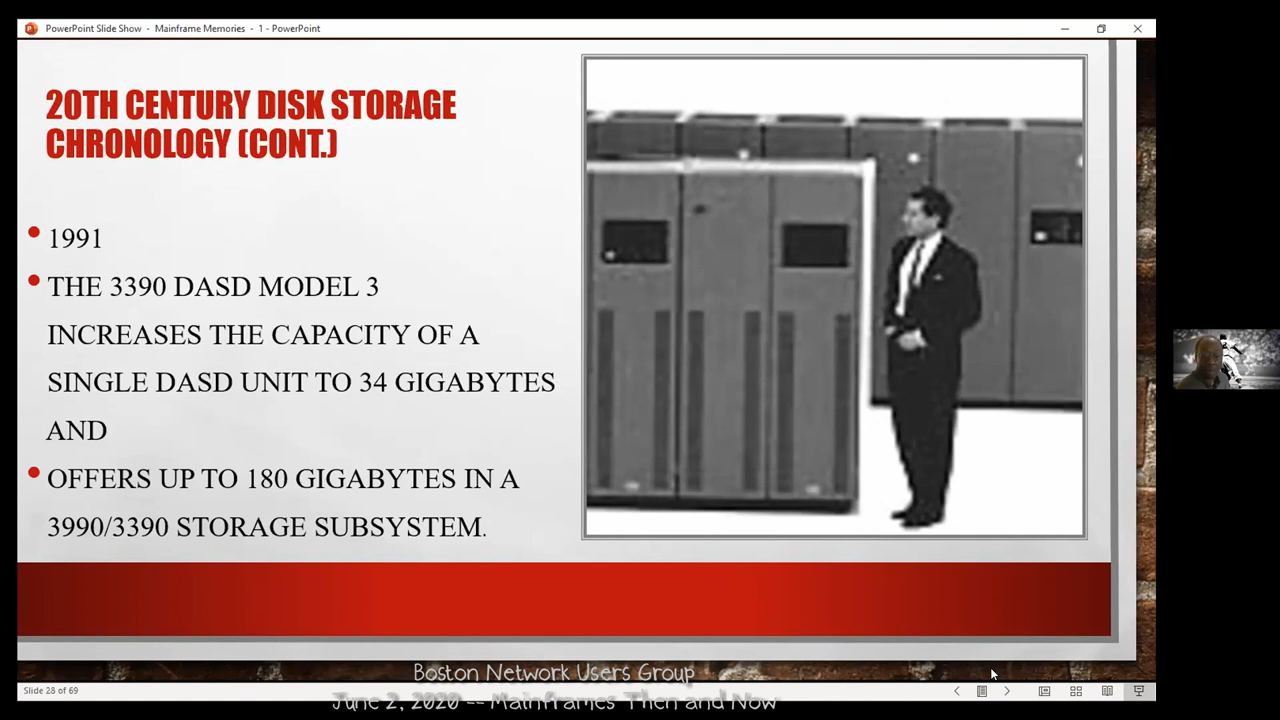 PowerPoint Slide Show - Mainframe Memories - 1 - PowerPoint
20TH CENTURY DISK STORAGE
CHRONOLOGY (CONT.)
• 1991
• THE 3390 DASD MODEL 3
INCREASES THE CAPACITY OF A
SINGLE DASD UNIT TO 34 GIGABYTES
AND
• OFFERS UP TO 180 GIGABYTES IN A
3990/3390 STORAGE SUBSYSTEM.
Boston Network Users Group
Slide 28 of 69
June 2, 2020 -- Mainframes Then and Now